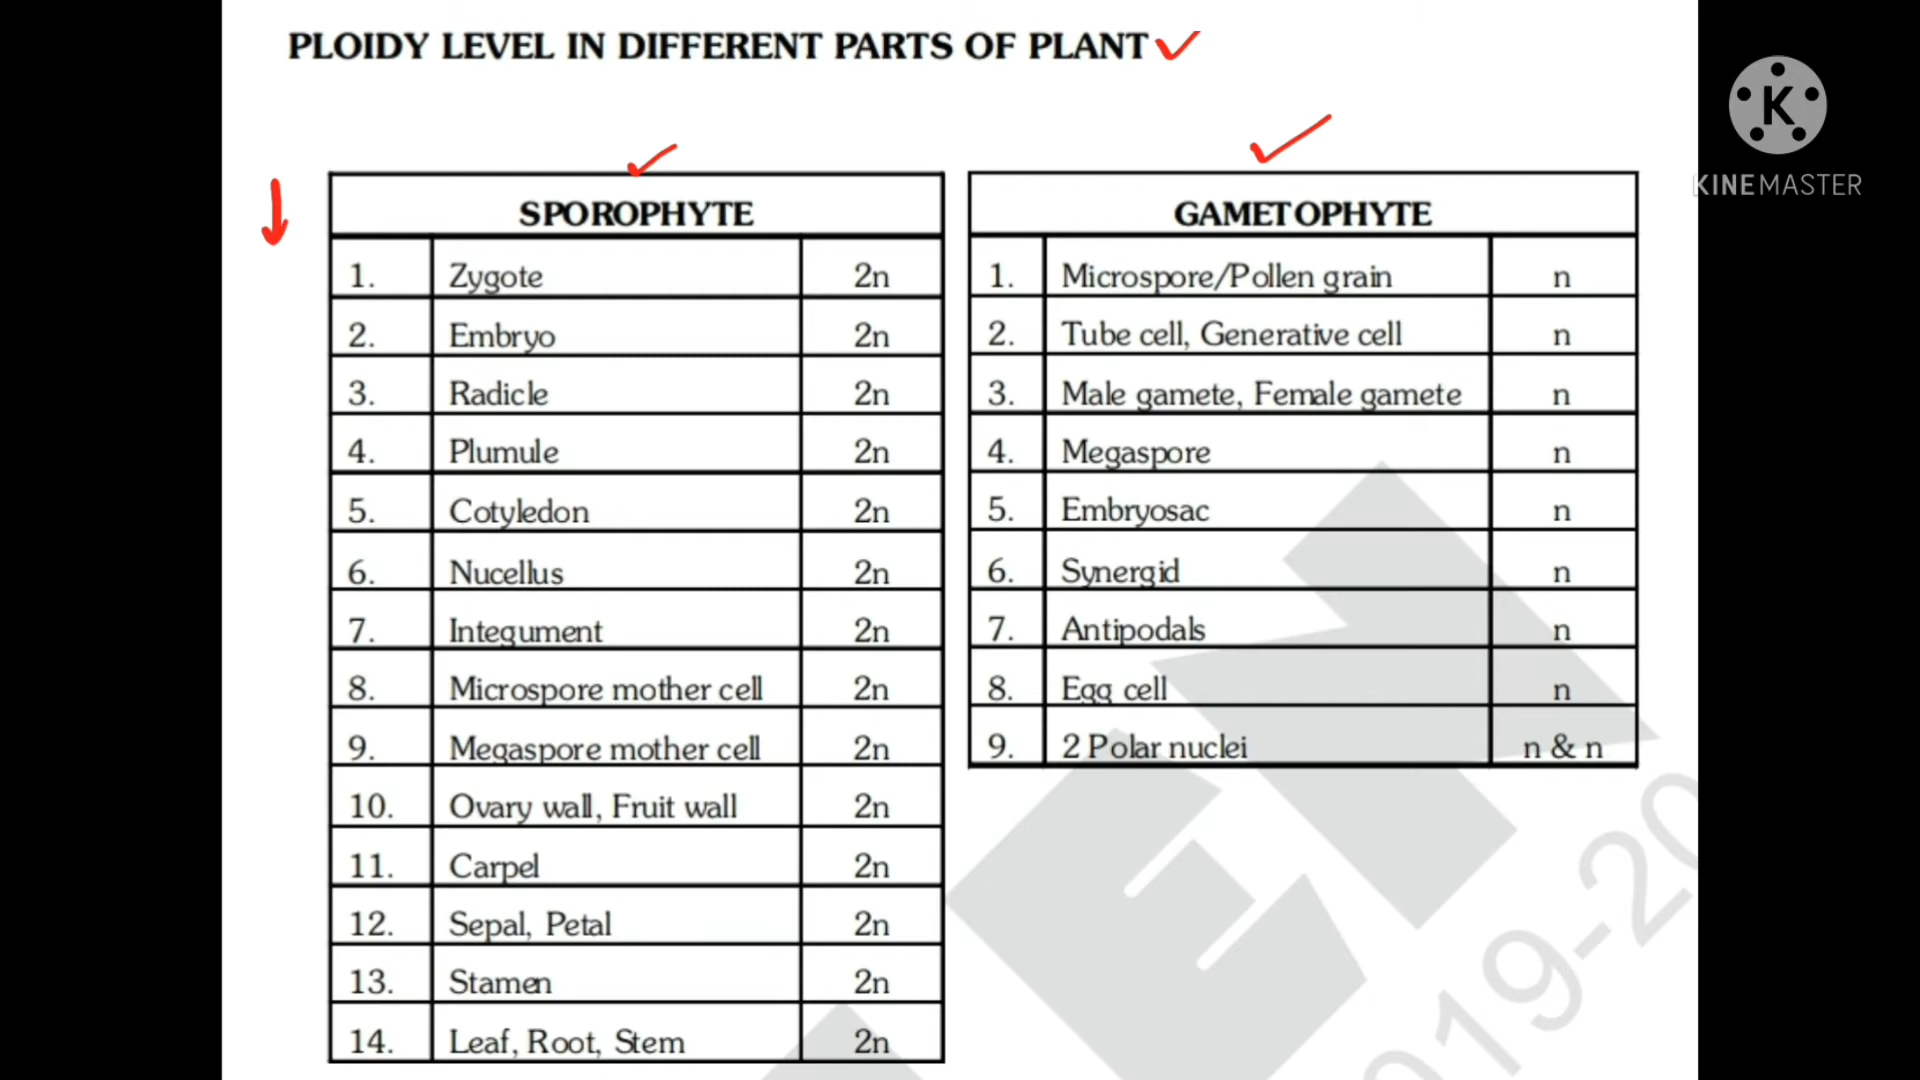 PLOIDY LEVEL IN DIFFERENT PARTS OF PLANT
SPOROPHYTE
1. Zygote 2n
2. Embryo 2n
3. Radicle 2n
4. Plumule 2n
5. Cotyledon 2n
6. Nucellus 2n
7. Integument 2n
8. Microspore mother cell 2n
9. Megaspore mother cell 2n
10. Ovary wall, Fruit wall 2n
11. Carpel 2n
12. Sepal, Petal 2n
13. Stamen 2n
14. Leaf, Root, Stem 2n
GAMETOPHYTE
1. Microspore/Pollen grain n
2. Tube cell, Generative cell n
3. Male gamete, Female gamete n
4. Megaspore n
5. Embryosac n
6. Synergid n
7. Antipodals n
8. Egg cell n
9. 2 Polar nuclei n & n
K
KINEMASTER
019-20